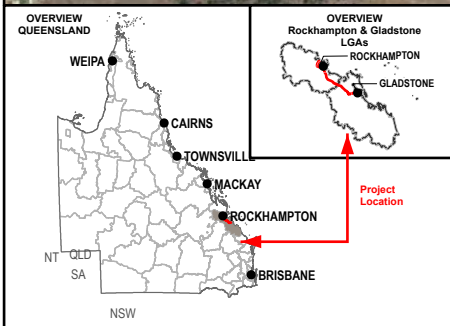 OVERVIEW
QUEENSLAND
WEIPA
CAIRNS
TOWNSVILLE
MACKAY
ROCKHAMPTON
BRISBANE
NT
QLD
SA
NSW
OVERVIEW
Rockhampton & Gladstone
LGAs
ROCKHAMPTON
GLADSTONE
Project
Location